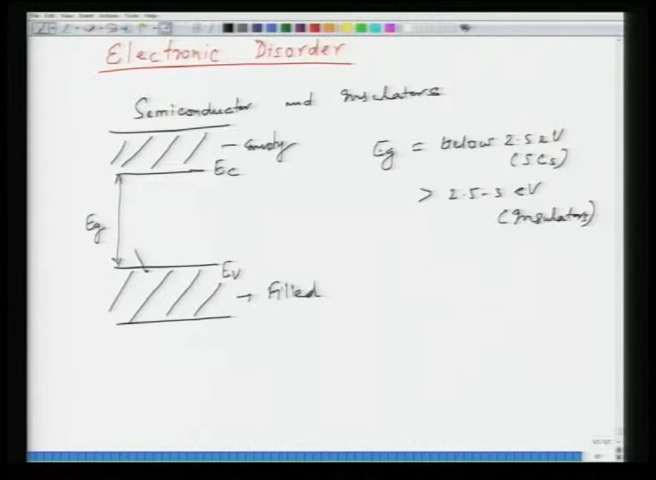 Electronic Disorder
Semiconductor and Insulators
Empty
Ec
Eg = below 2.5 eV
(SCs)
> 2.5-3 eV
(Insulators)
Eg
Ev
Filled